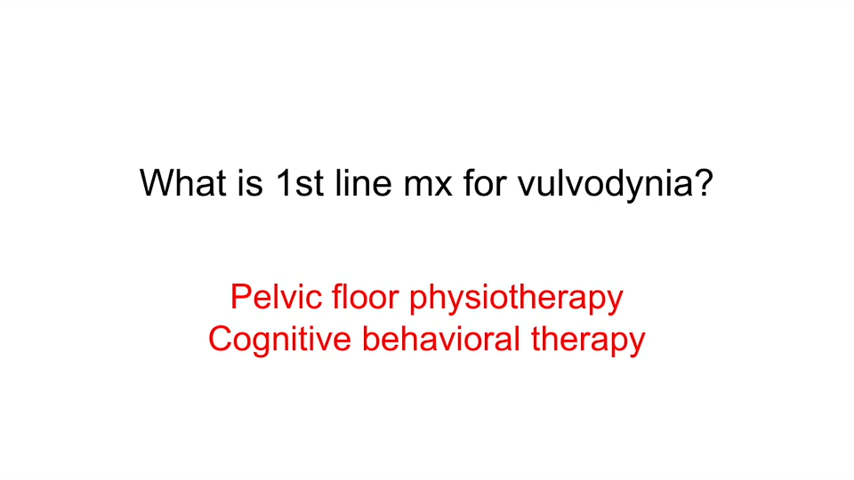 What is 1st line mx for vulvodynia?
Pelvic floor physiotherapy
Cognitive behavioral therapy